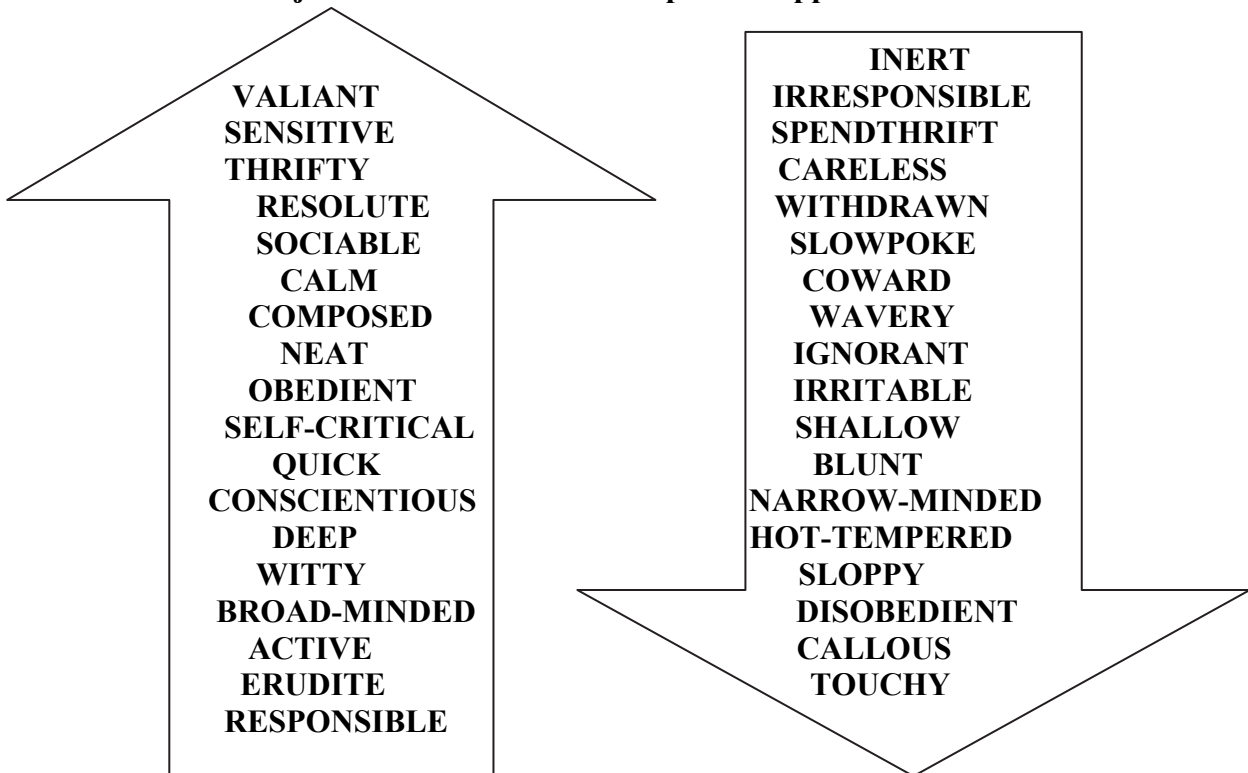 VALIANT
SENSITIVE
THRIFTY
RESOLUTE
SOCIABLE
CALM
COMPOSED
NEAT
OBEDIENT
SELF-CRITICAL
QUICK
CONSCIENTIOUS
DEEP
WITTY
BROAD-MINDED
ACTIVE
ERUDITE
RESPONSIBLE
INERT
IRRESPONSIBLE
SPENDTHRIFT
CARELESS
WITHDRAWN
SLOWPOKE
COWARD
WAVERY
IGNORANT
IRRITABLE
SHALLOW
BLUNT
NARROW-MINDED
HOT-TEMPERED
SLOPPY
DISOBEDIENT
CALLOUS
TOUCHY